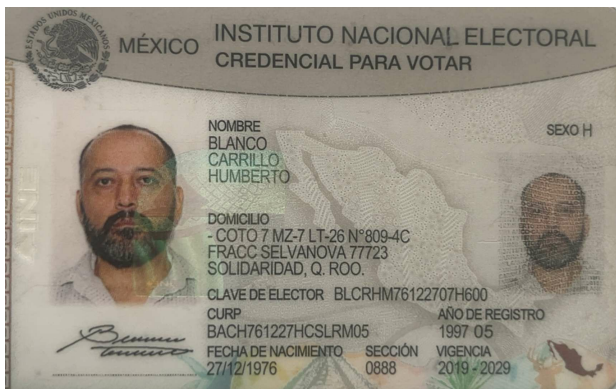 MÉXICO INSTITUTO NACIONAL ELECTORAL
CREDENCIAL PARA VOTAR
NOMBRE
SEXO H
BLANCO
CARRILLO
HUMBERTO
DOMICILIO
- COTO 7 MZ-7 LT-26 N°809-4C
FRACC SELVANOVA 77723
SOLIDARIDAD, Q. ROO.
CLAVE DE ELECTOR BLCRHM76122707H600
CURP AÑO DE REGISTRO
BACH761227HCSLRM05 1997 05
FECHA DE NACIMIENTO SECCIÓN VIGENCIA
27/12/1976 0888 2019 - 2029
ESTADOS UNIDOS MEXICANOS
INE